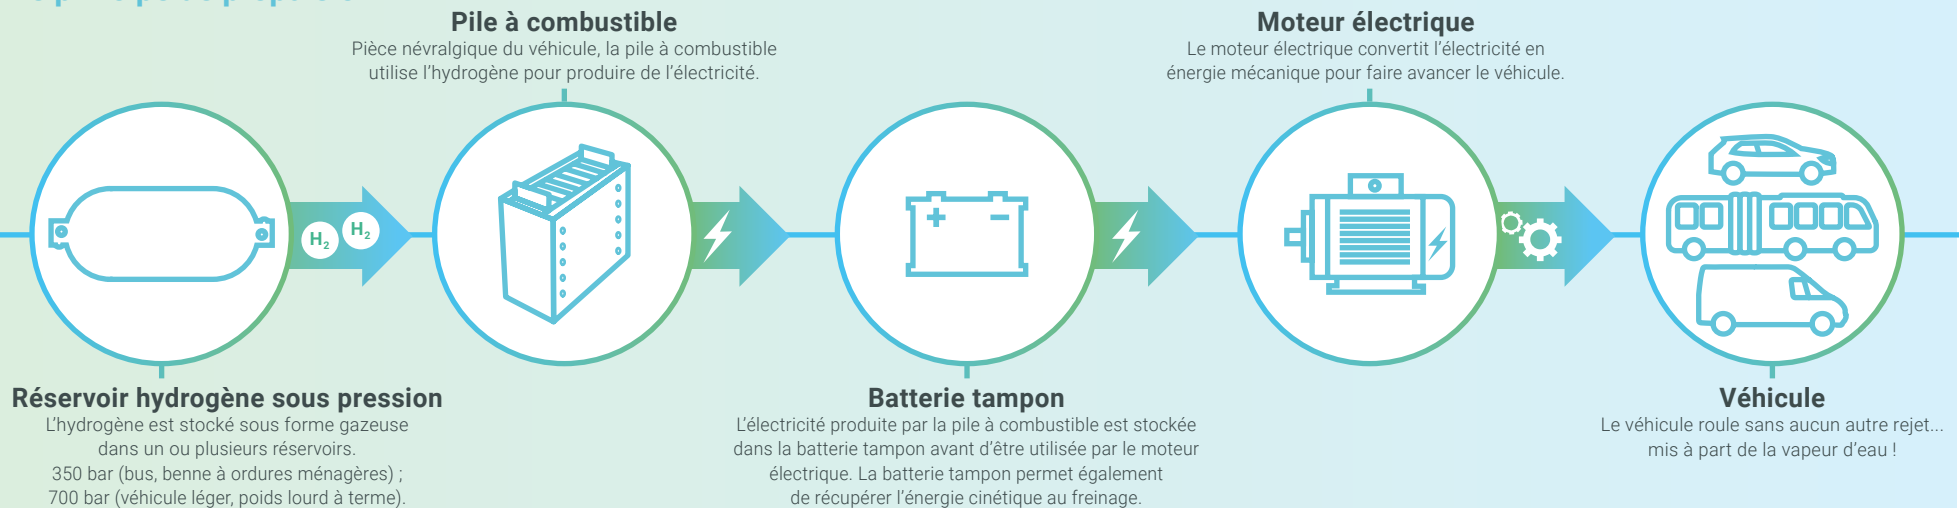 Pile à combustible
Pièce névralgique du véhicule, la pile à combustible
utilise l’hydrogène pour produire de l’électricité.
Moteur électrique
Le moteur électrique convertit l’électricité en
énergie mécanique pour faire avancer le véhicule.
H₂
H₂
Réservoir hydrogène sous pression
L’hydrogène est stocké sous forme gazeuse
dans un ou plusieurs réservoirs.
350 bar (bus, benne à ordures ménagères) ;
700 bar (véhicule léger, poids lourd à terme).
Batterie tampon
L’électricité produite par la pile à combustible est stockée
dans la batterie tampon avant d’être utilisée par le moteur
électrique. La batterie tampon permet également
de récupérer l’énergie cinétique au freinage.
Véhicule
Le véhicule roule sans aucun autre rejet...
mis à part de la vapeur d’eau !